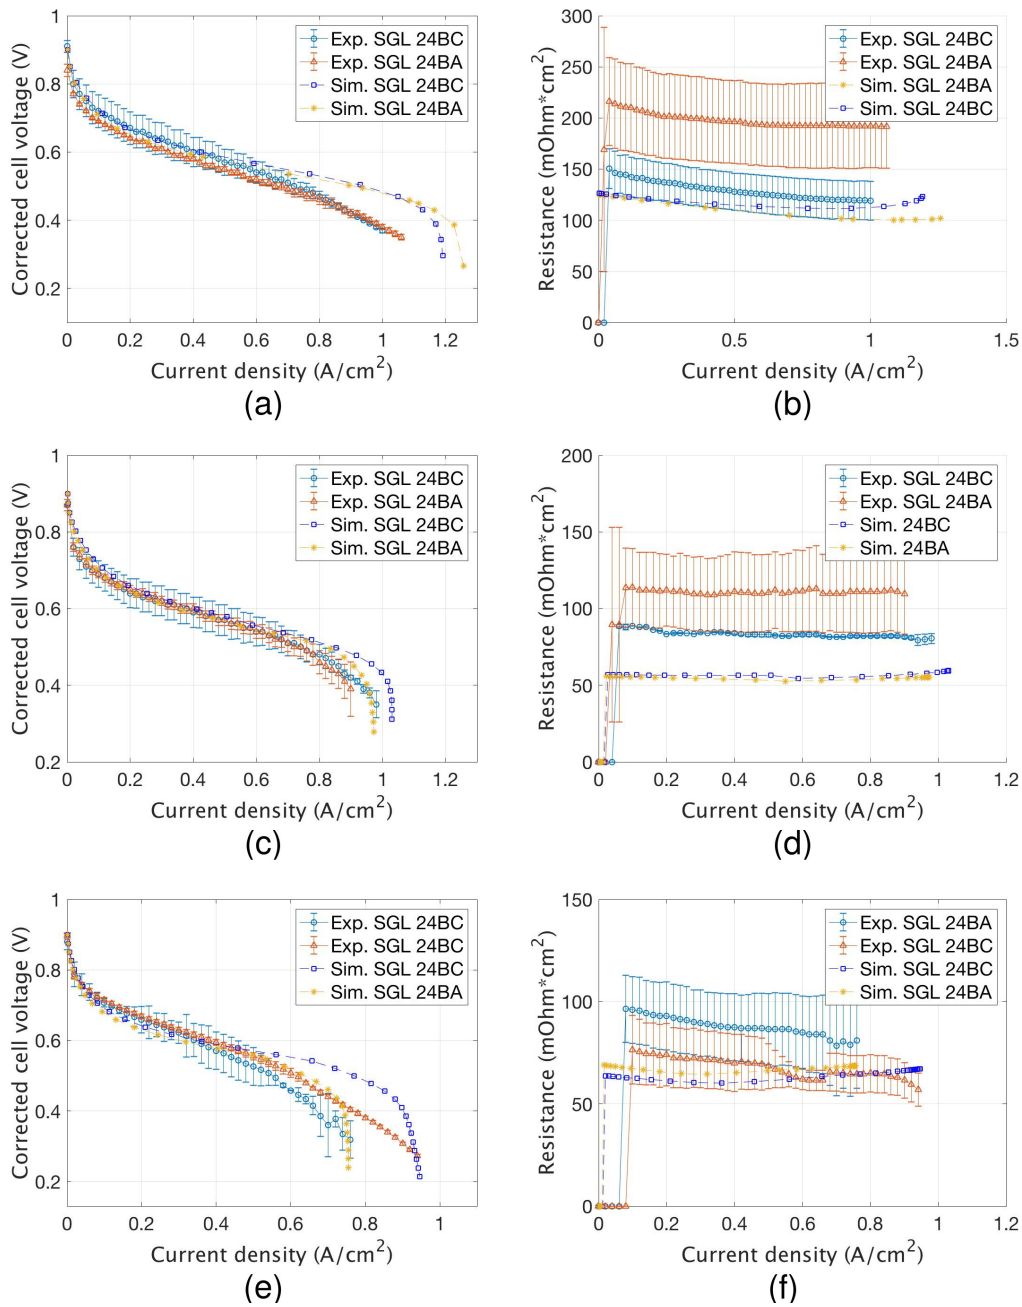 1
0.8
0.6
0.4
0.2
0 0.2 0.4 0.6 0.8 1 1.2
Corrected cell voltage (V)
Current density (A/cm²)
Exp. SGL 24BC
Exp. SGL 24BA
Sim. SGL 24BC
Sim. SGL 24BA
(a)
300
250
200
150
100
50
0
0 0.5 1 1.5
Resistance (mOhm*cm²)
Current density (A/cm²)
Exp. SGL 24BC
Exp. SGL 24BA
Sim. SGL 24BA
Sim. SGL 24BC
(b)
1
0.8
0.6
0.4
0.2
0 0.2 0.4 0.6 0.8 1 1.2
Corrected cell voltage (V)
Current density (A/cm²)
Exp. SGL 24BC
Exp. SGL 24BA
Sim. SGL 24BC
Sim. SGL 24BA
(c)
200
150
100
50
0
0 0.2 0.4 0.6 0.8 1 1.2
Resistance (mOhm*cm²)
Current density (A/cm²)
Exp. SGL 24BC
Exp. SGL 24BA
Sim. 24BC
Sim. 24BA
(d)
1
0.8
0.6
0.4
0.2
0 0.2 0.4 0.6 0.8 1
Corrected cell voltage (V)
Current density (A/cm²)
Exp. SGL 24BC
Exp. SGL 24BC
Sim. SGL 24BC
Sim. SGL 24BA
(e)
150
100
50
0
0 0.2 0.4 0.6 0.8 1 1.2
Resistance (mOhm*cm²)
Current density (A/cm²)
Exp. SGL 24BA
Exp. SGL 24BC
Sim. SGL 24BC
Sim. SGL 24BA
(f)